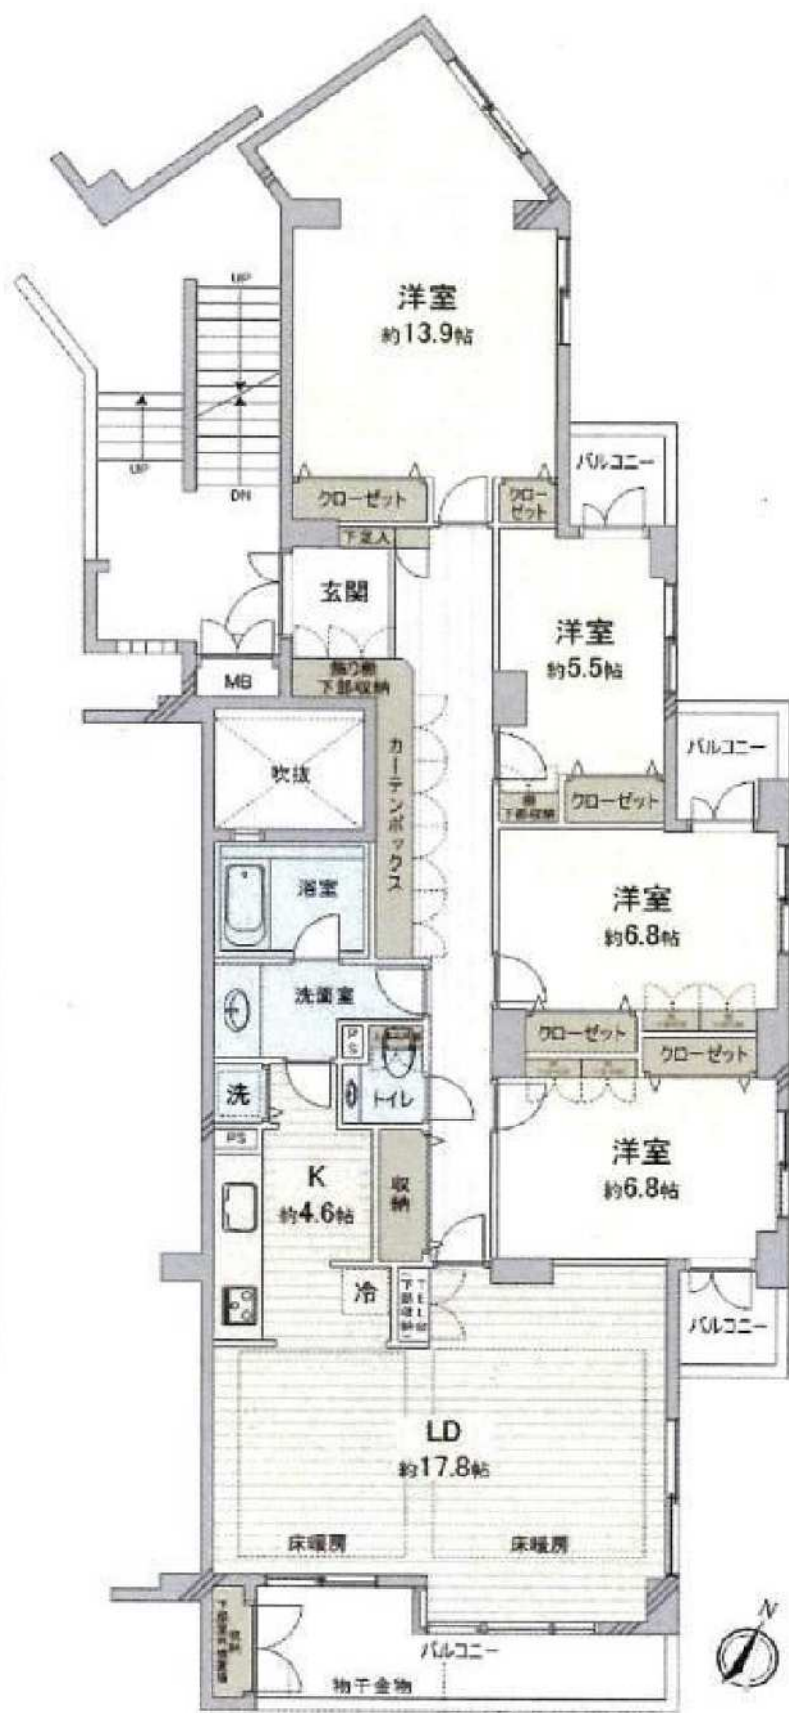 洋室
約13.9帖
UP
UP
DN
バルコニー
クローゼット
クロー
ゼット
下足入
玄関
洋室
約5.5帖
MB
飾り棚
下部収納
吹抜
カーテンボックス
バルコニー
棚
下部収納
クローゼット
浴室
洋室
約6.8帖
洗面室
PS
トイレ
クローゼット
クローゼット
洗
PS
K
約4.6帖
収納
洋室
約6.8帖
冷
バルコニー
LD
約17.8帖
床暖房
床暖房
収納
バルコニー
物干金物
N